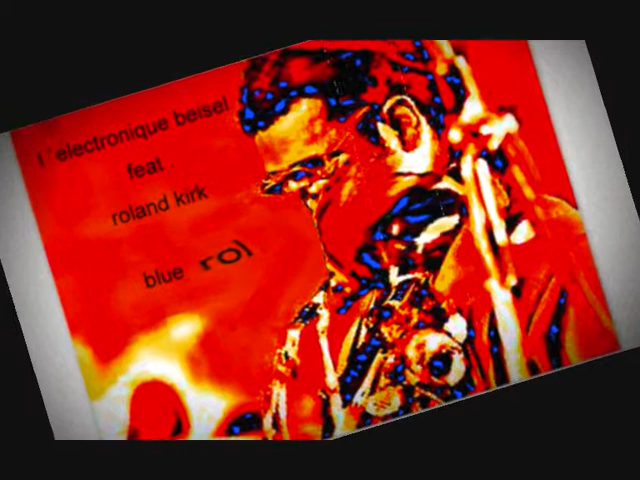 l'electronique beisel
feat.
roland kirk
blue rol